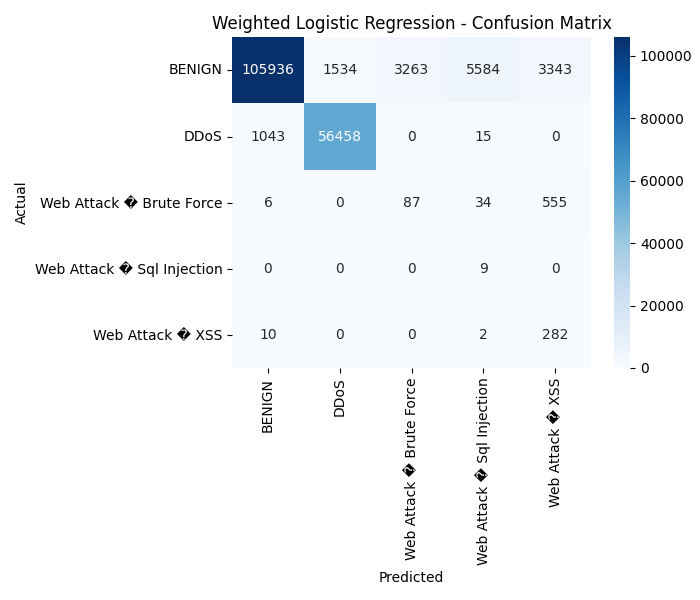 Weighted Logistic Regression - Confusion Matrix
BENIGN 105936 1534 3263 5584 3343
DDoS 1043 56458 0 15 0
Web Attack � Brute Force 6 0 87 34 555
Web Attack � Sql Injection 0 0 0 9 0
Web Attack � XSS 10 0 0 2 282
Actual
BENIGN
DDoS
Web Attack � Brute Force
Web Attack � Sql Injection
Web Attack � XSS
Predicted
100000
80000
60000
40000
20000
0